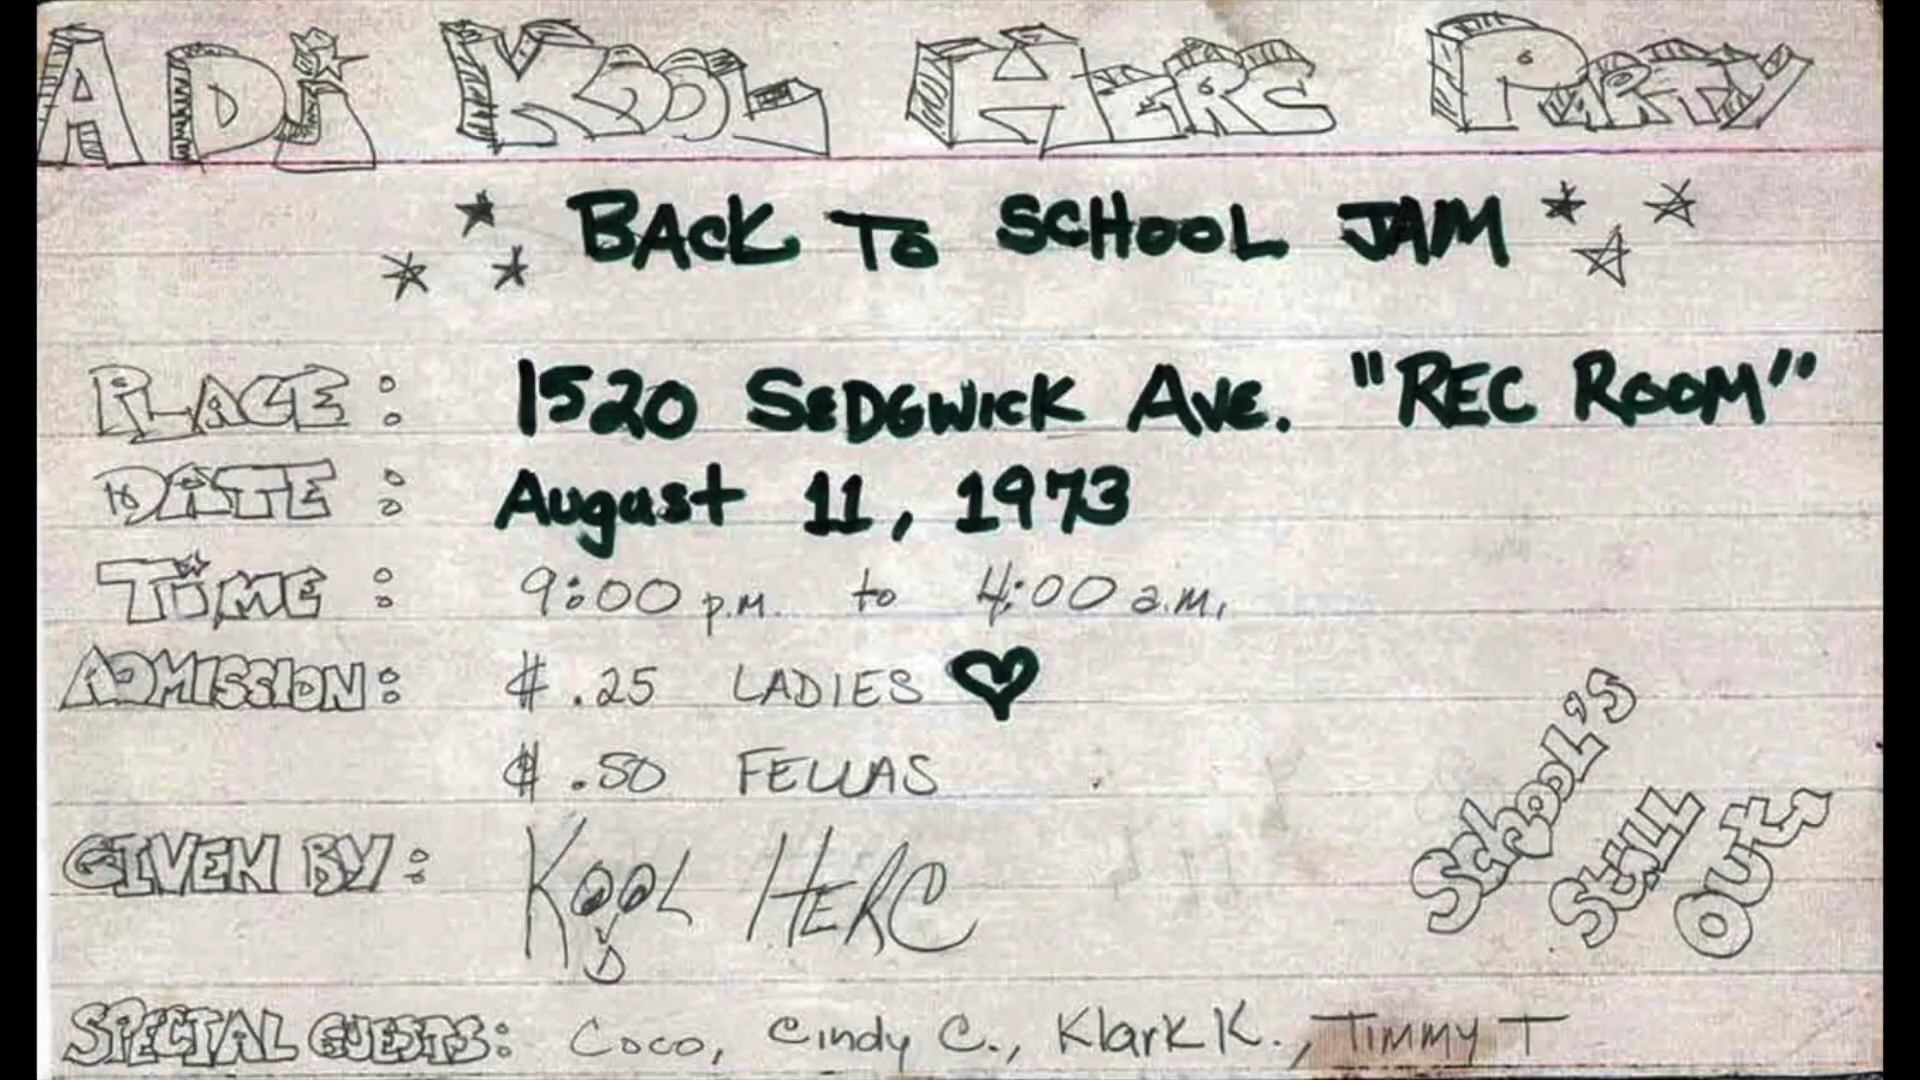 A DJ KOOL HERC PARTY
BACK TO SCHOOL JAM
PLACE: 1520 SEDGWICK AVE. "REC ROOM"
DATE: August 11, 1973
TIME: 9:00 p.m. to 4:00 a.m.
ADMISSION: $.25 LADIES
$.50 FELLAS
GIVEN BY: KOOL HERC
SCHOOL'S
STILL
OUT
SPECIAL GUESTS: Coco, Cindy C., Klark K., TIMMY T